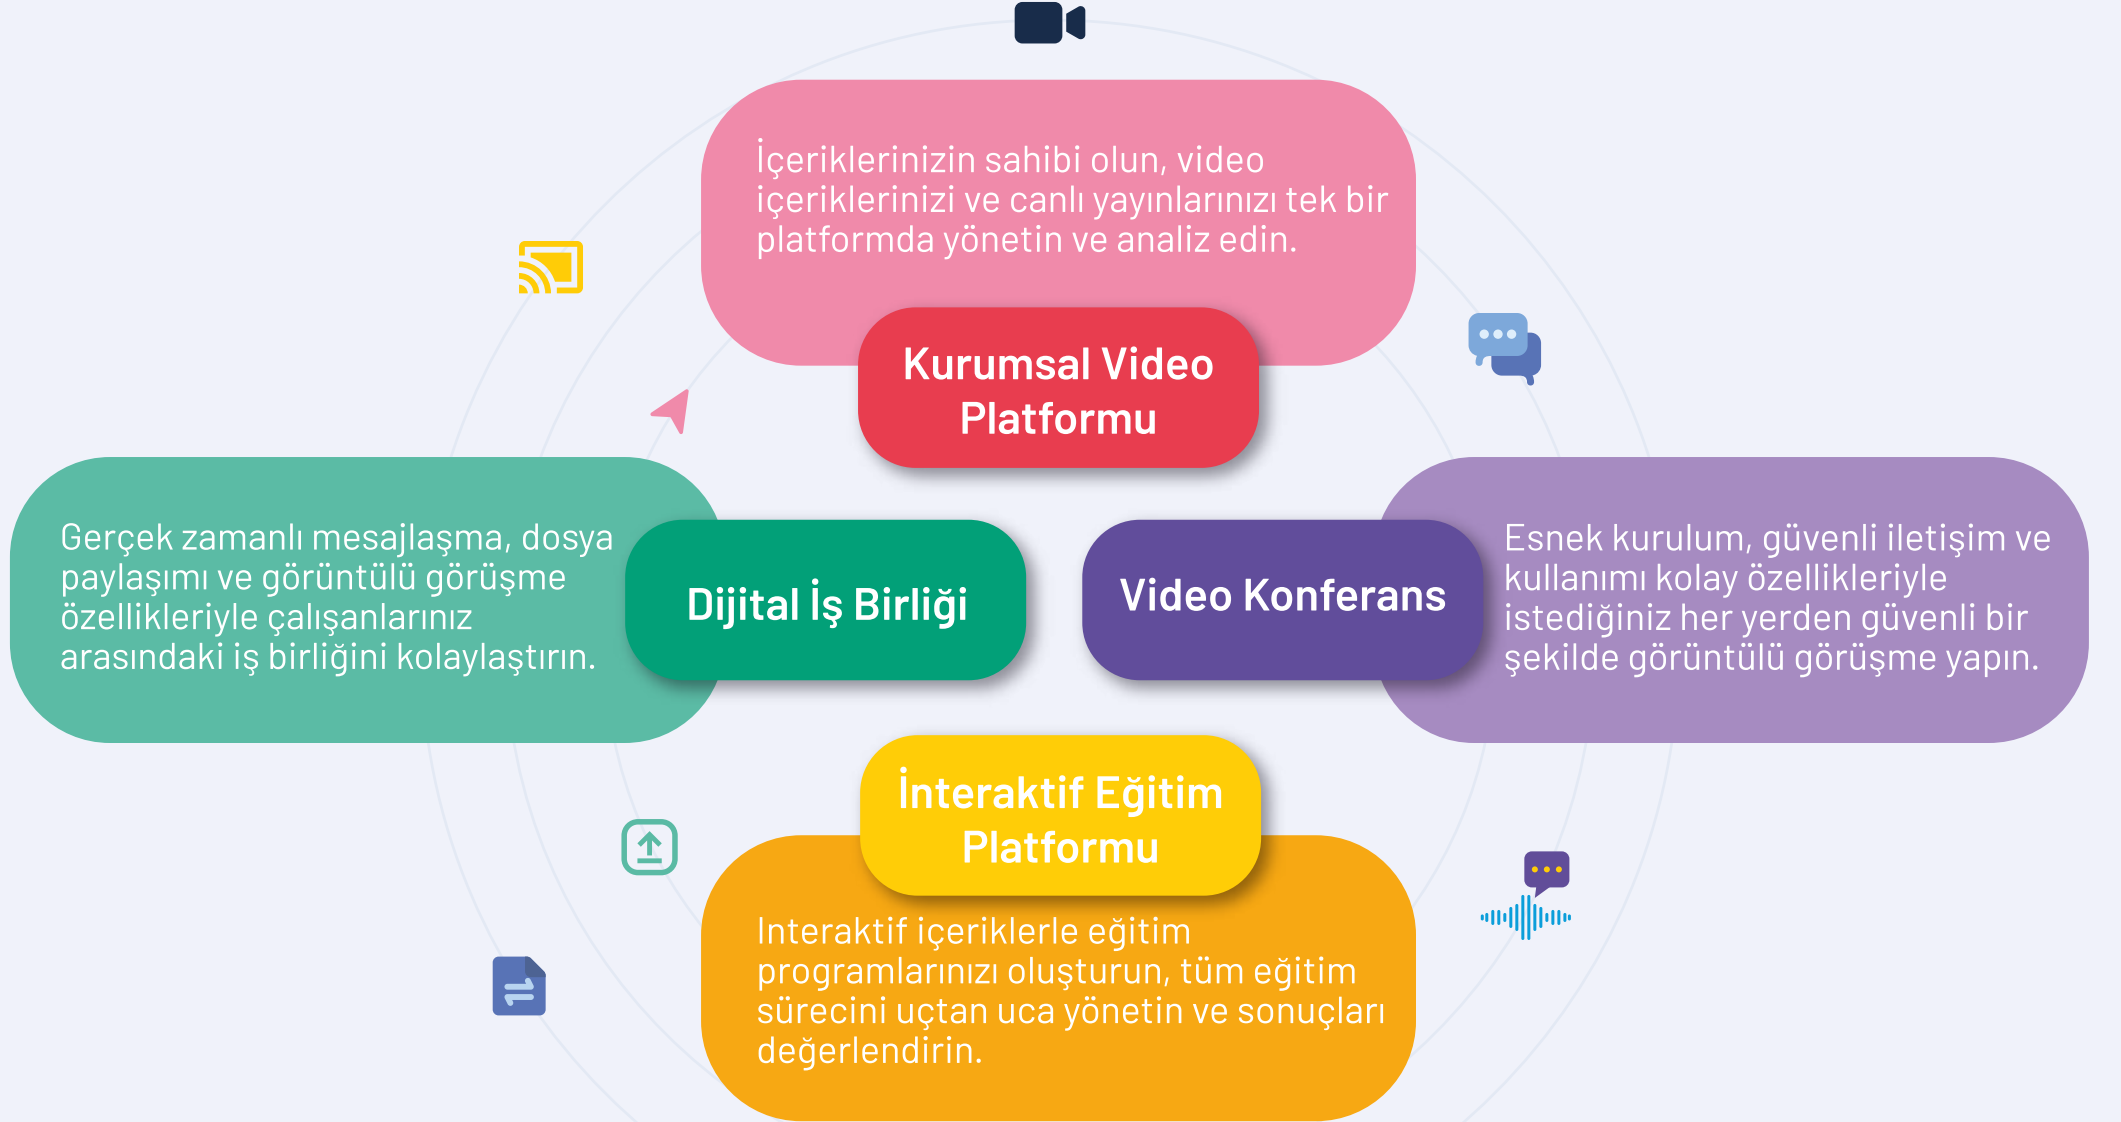 İçeriklerinizin sahibi olun, video
içeriklerinizi ve canlı yayınlarınızı tek bir
platformda yönetin ve analiz edin.
Kurumsal Video
Platformu
Gerçek zamanlı mesajlaşma, dosya
paylaşımı ve görüntülü görüşme
özellikleriyle çalışanlarınız
arasındaki iş birliğini kolaylaştırın.
Dijital İş Birliği
Video Konferans
Esnek kurulum, güvenli iletişim ve
kullanımı kolay özellikleriyle
istediğiniz her yerden güvenli bir
şekilde görüntülü görüşme yapın.
İnteraktif Eğitim
Platformu
Interaktif içeriklerle eğitim
programlarınızı oluşturun, tüm eğitim
sürecini uçtan uca yönetin ve sonuçları
değerlendirin.